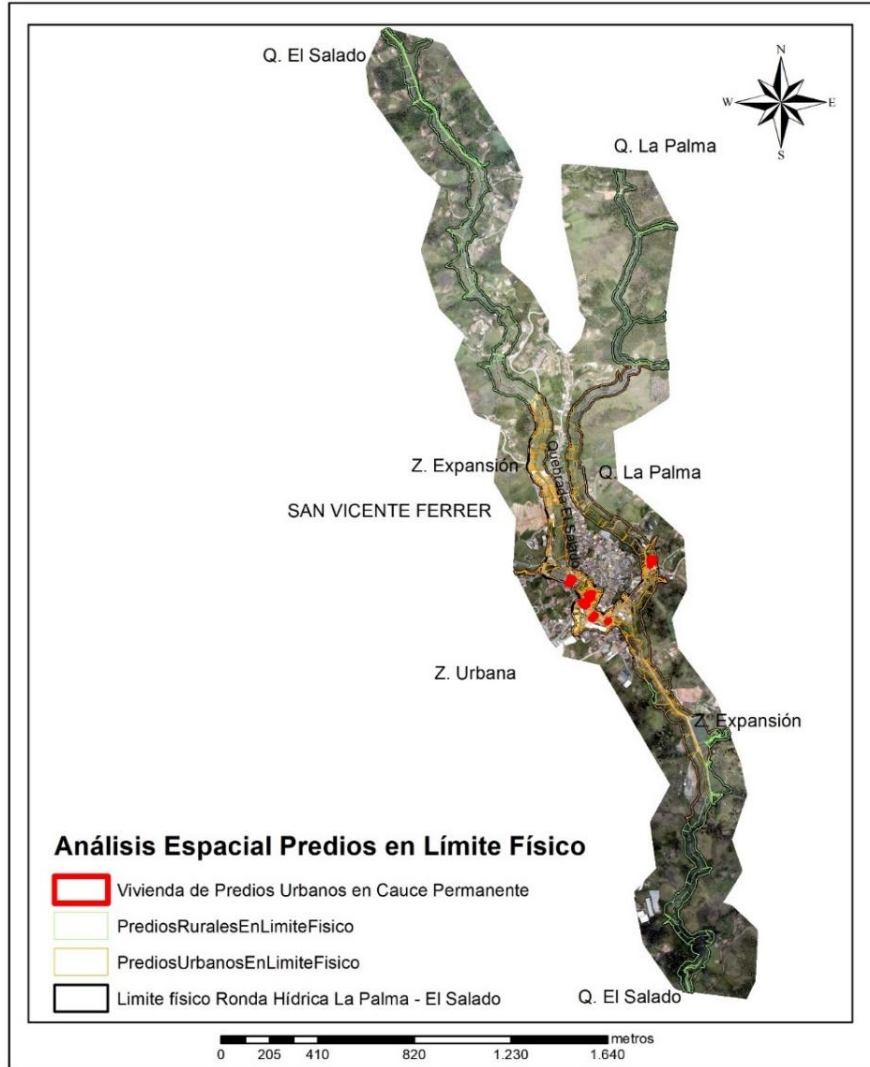 Q. El Salado
N
W
E
S
Q. La Palma
Z. Expansión
Quebrada El Salado
Q. La Palma
SAN VICENTE FERRER
Z. Urbana
Z. Expansión
Análisis Espacial Predios en Límite Físico
Vivienda de Predios Urbanos en Cauce Permanente
PrediosRuralesEnLimiteFisico
PrediosUrbanosEnLimiteFisico
Limite físico Ronda Hídrica La Palma - El Salado
Q. El Salado
metros
0 205 410 820 1.230 1.640